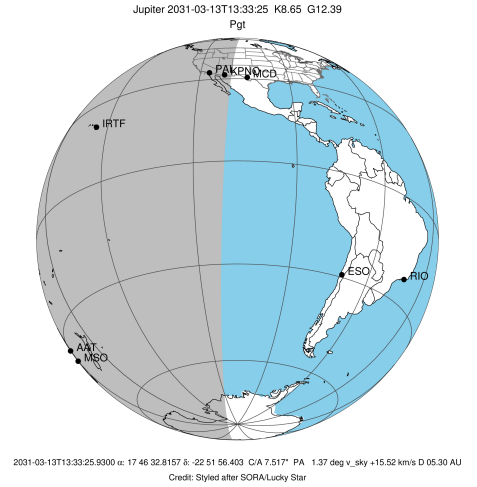 Jupiter 2031-03-13T13:33:25 K8.65 G12.39
Pgt
PAL KPNO MCD
IRTF
ESO
RIO
AAT
MSO
2031-03-13T13:33:25.9300 α: 17 46 32.8157 δ: -22 51 56.403 C/A 7.517" PA 1.37 deg v_sky +15.52 km/s D 05.30 AU
Credit: Styled after SORA/Lucky Star